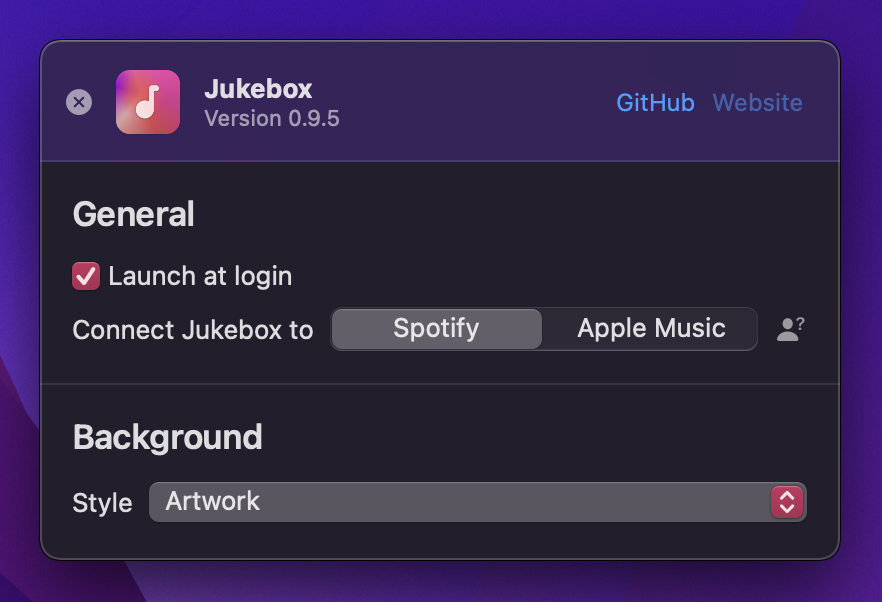 Jukebox
Version 0.9.5
GitHub Website
General
Launch at login
Connect Jukebox to Spotify Apple Music ?
Background
Style Artwork